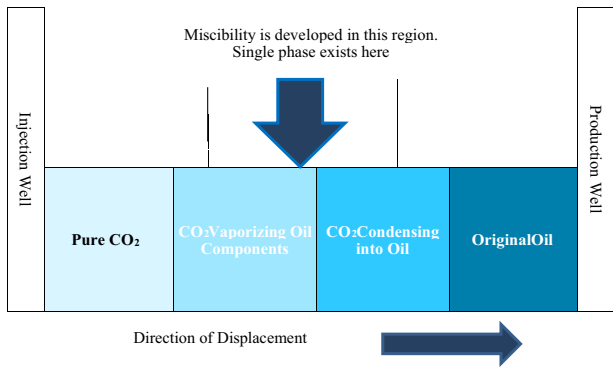 Miscibility is developed in this region.
Single phase exists here
Injection Well
Production Well
Pure CO₂
CO₂Vaporizing Oil
Components
CO₂Condensing
into Oil
OriginalOil
Direction of Displacement